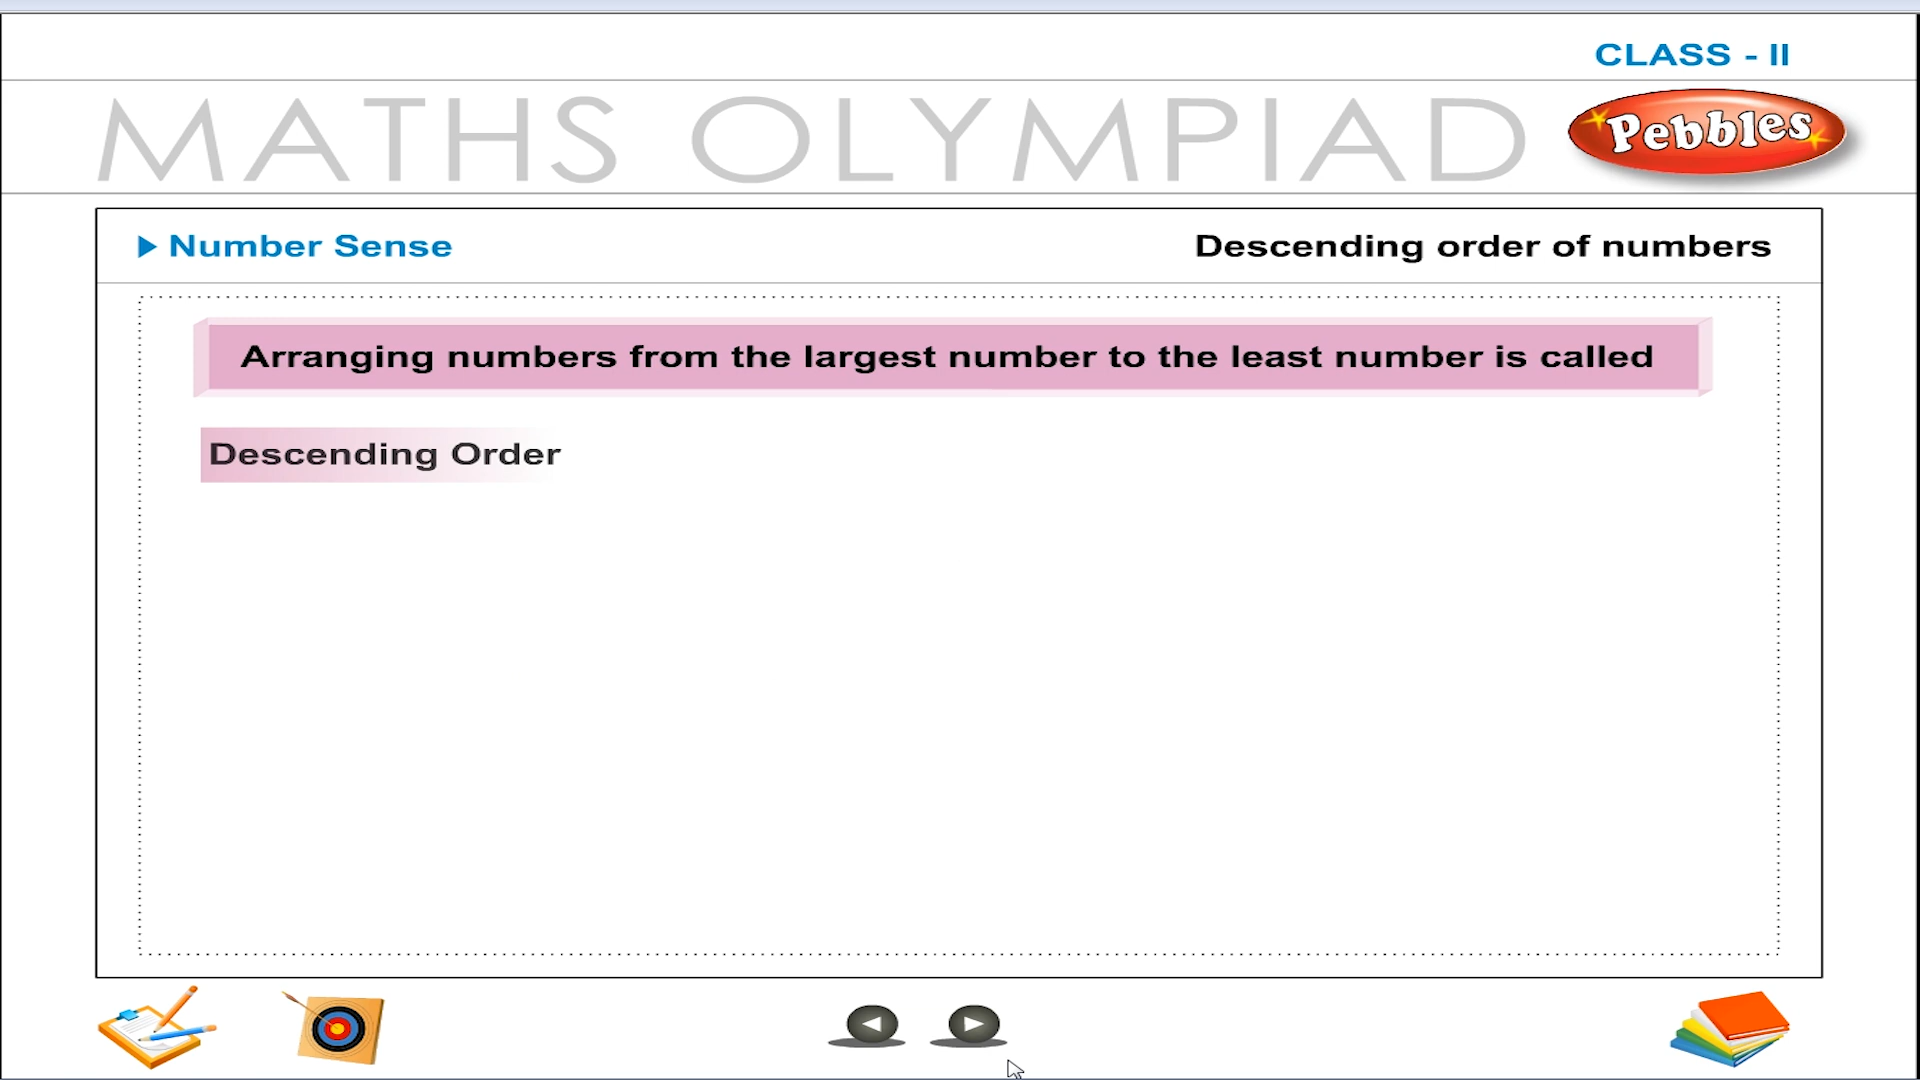 CLASS - II
MATHS OLYMPIAD
Pebbles
Number Sense
Descending order of numbers
Arranging numbers from the largest number to the least number is called
Descending Order